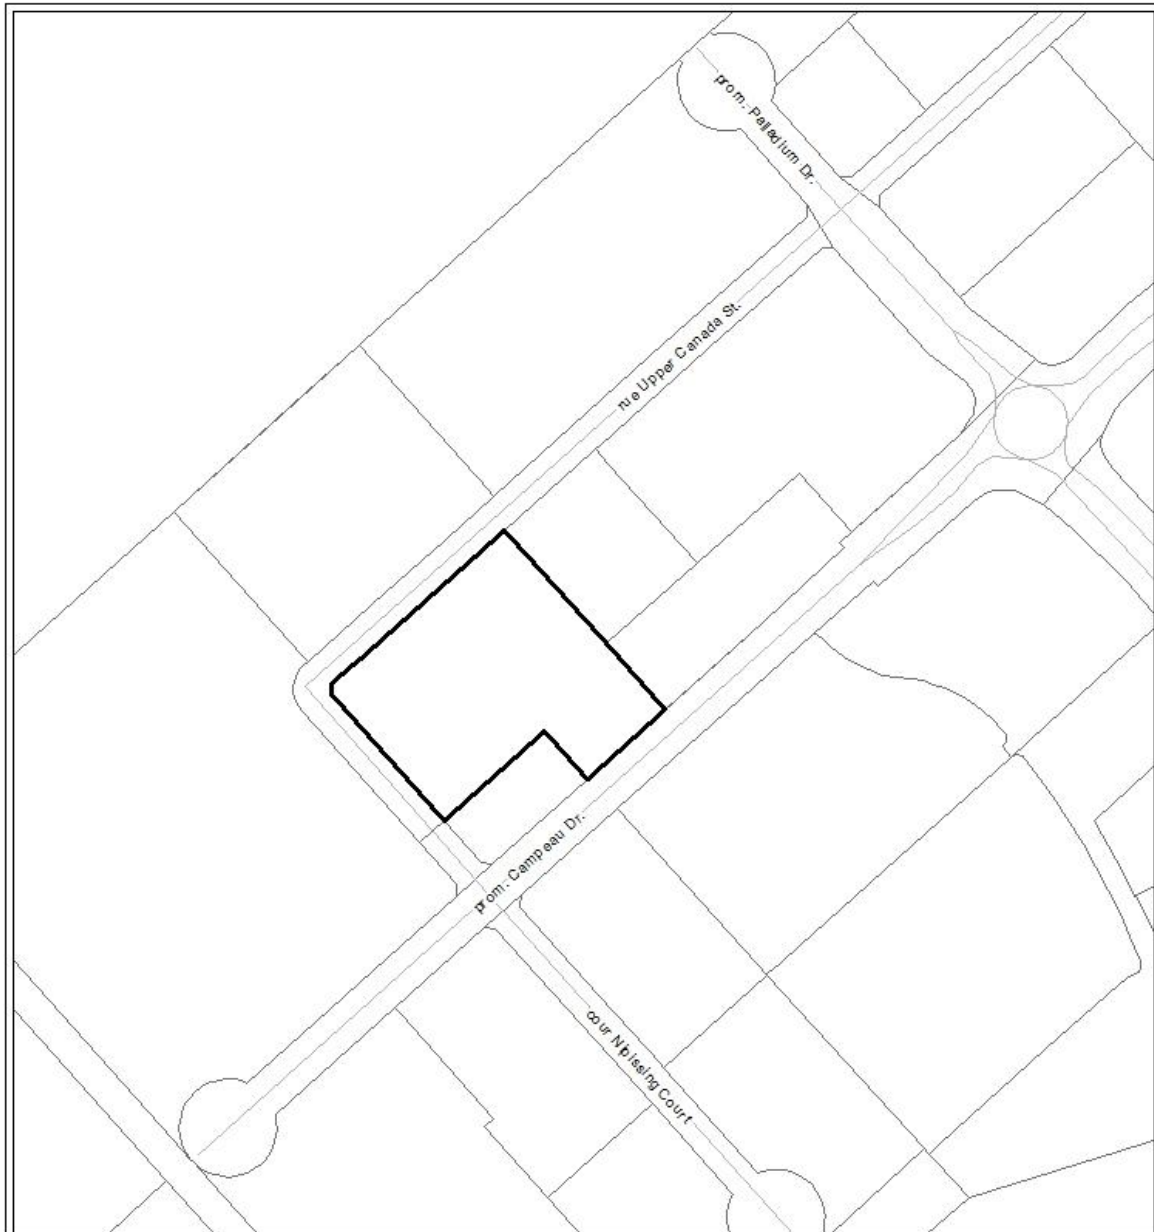 prom. Palladium Dr.
rue Upper Canada St.
prom. Campeau Dr.
cour Nipissing Court